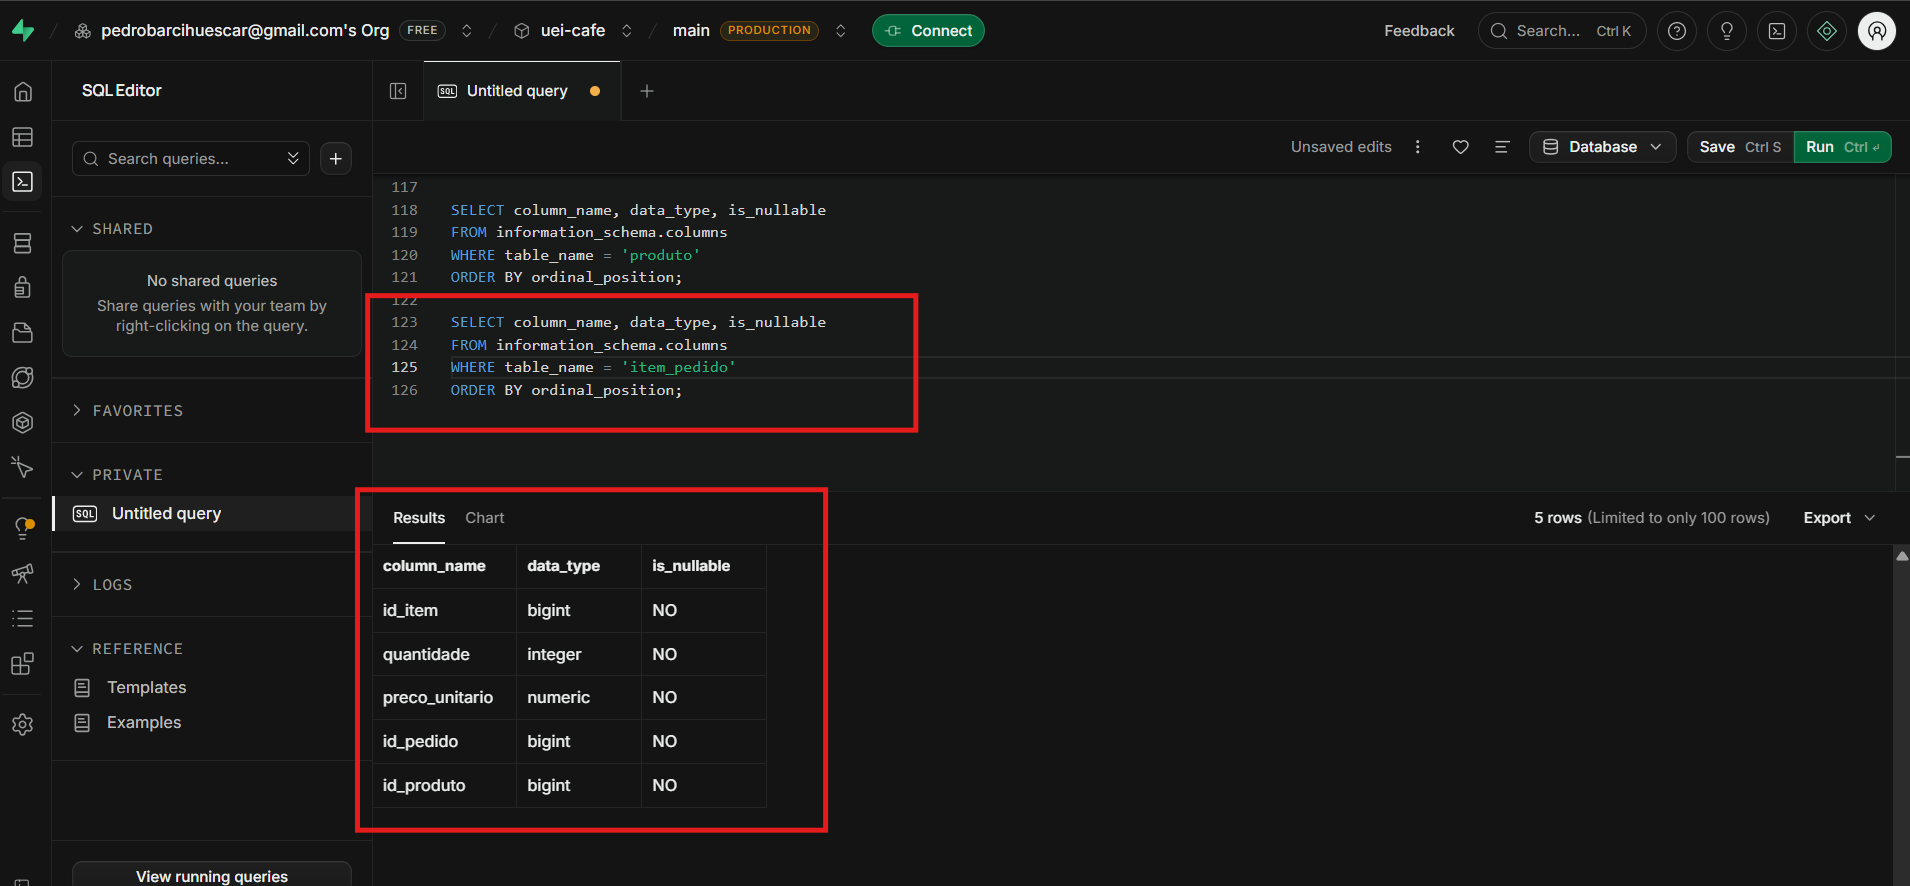 pedrobarcihuescar@gmail.com's Org FREE uei-cafe main PRODUCTION Connect Feedback Search... Ctrl K
SQL Editor
SQL Untitled query
Search queries...
Unsaved edits Database Save Ctrl S Run Ctrl ↵
SHARED
No shared queries
Share queries with your team by
right-clicking on the query.
FAVORITES
PRIVATE
SQL Untitled query
LOGS
REFERENCE
Templates
Examples
View running queries
117
118 SELECT column_name, data_type, is_nullable
119 FROM information_schema.columns
120 WHERE table_name = 'produto'
121 ORDER BY ordinal_position;
122
123 SELECT column_name, data_type, is_nullable
124 FROM information_schema.columns
125 WHERE table_name = 'item_pedido'
126 ORDER BY ordinal_position;
Results Chart 5 rows (Limited to only 100 rows) Export
column_name data_type is_nullable
id_item bigint NO
quantidade integer NO
preco_unitario numeric NO
id_pedido bigint NO
id_produto bigint NO